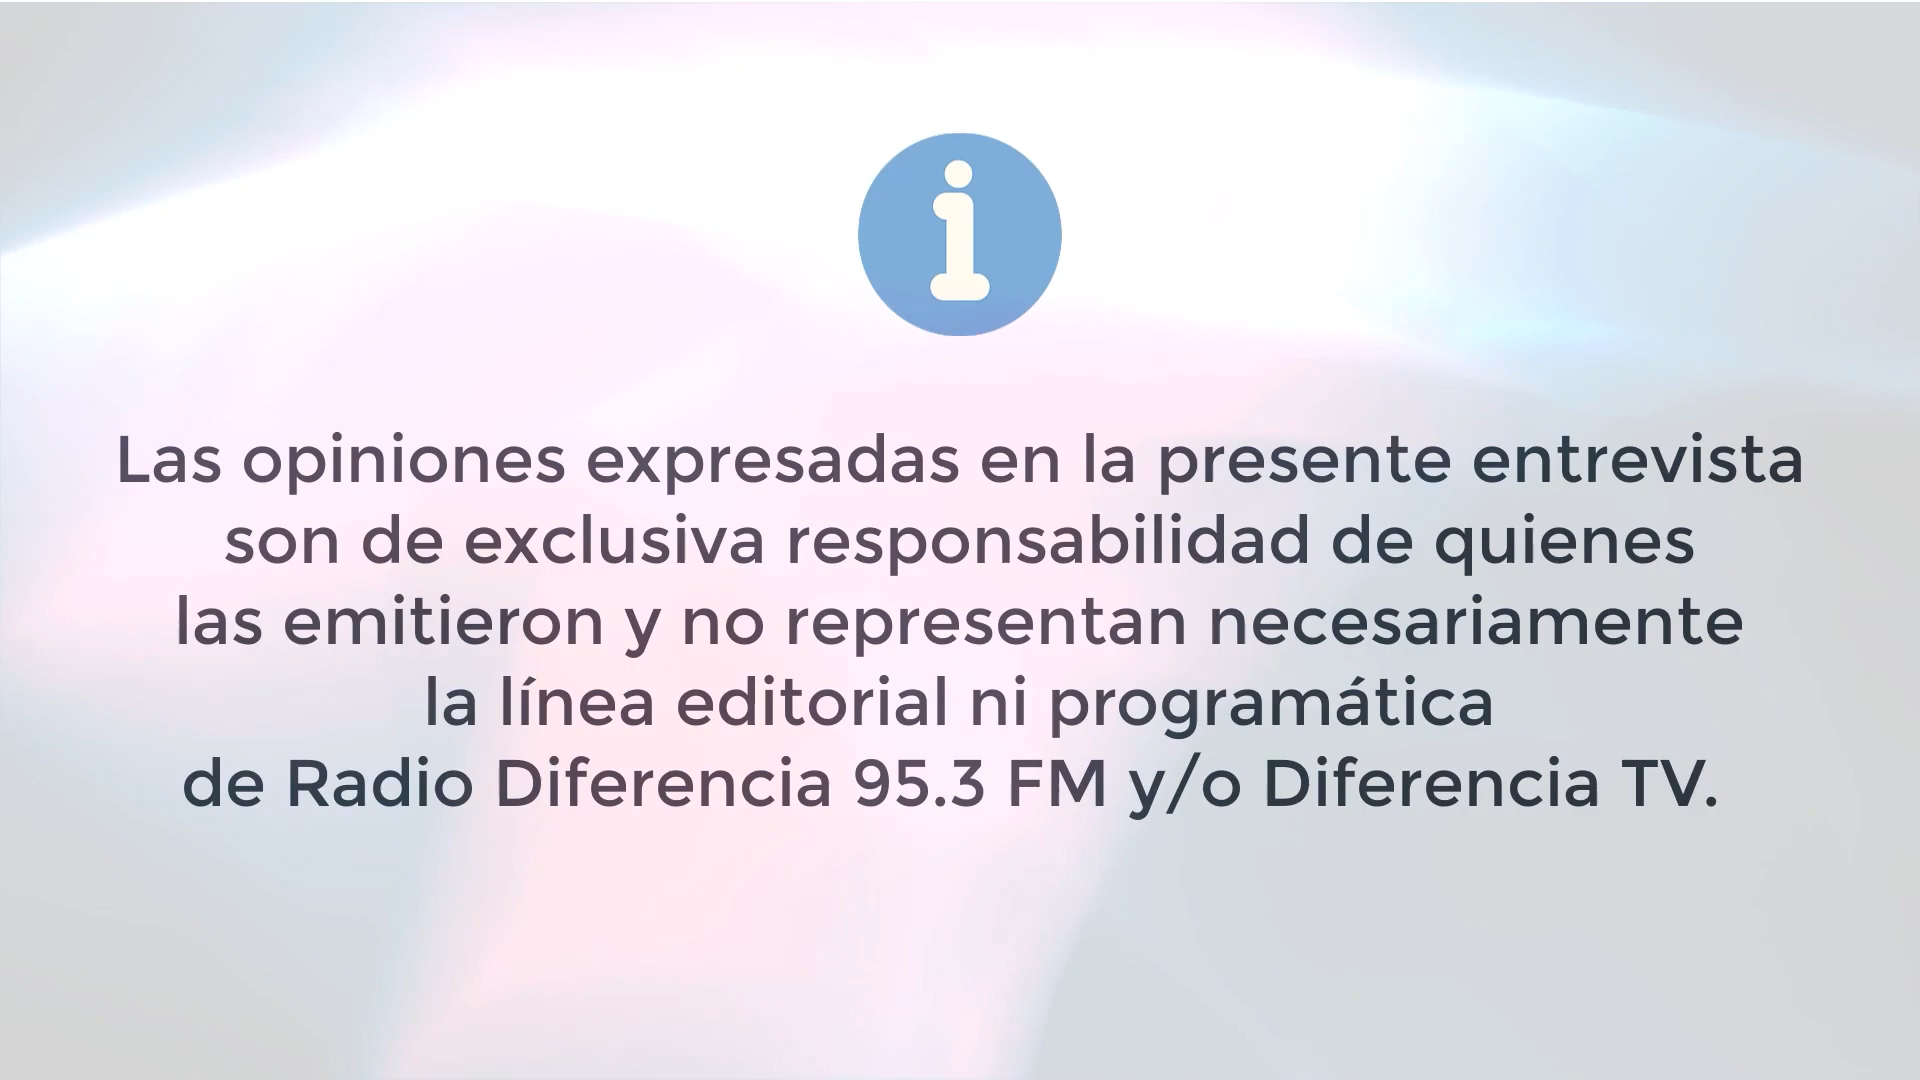 Las opiniones expresadas en la presente entrevista
son de exclusiva responsabilidad de quienes
las emitieron y no representan necesariamente
la línea editorial ni programática
de Radio Diferencia 95.3 FM y/o Diferencia TV.